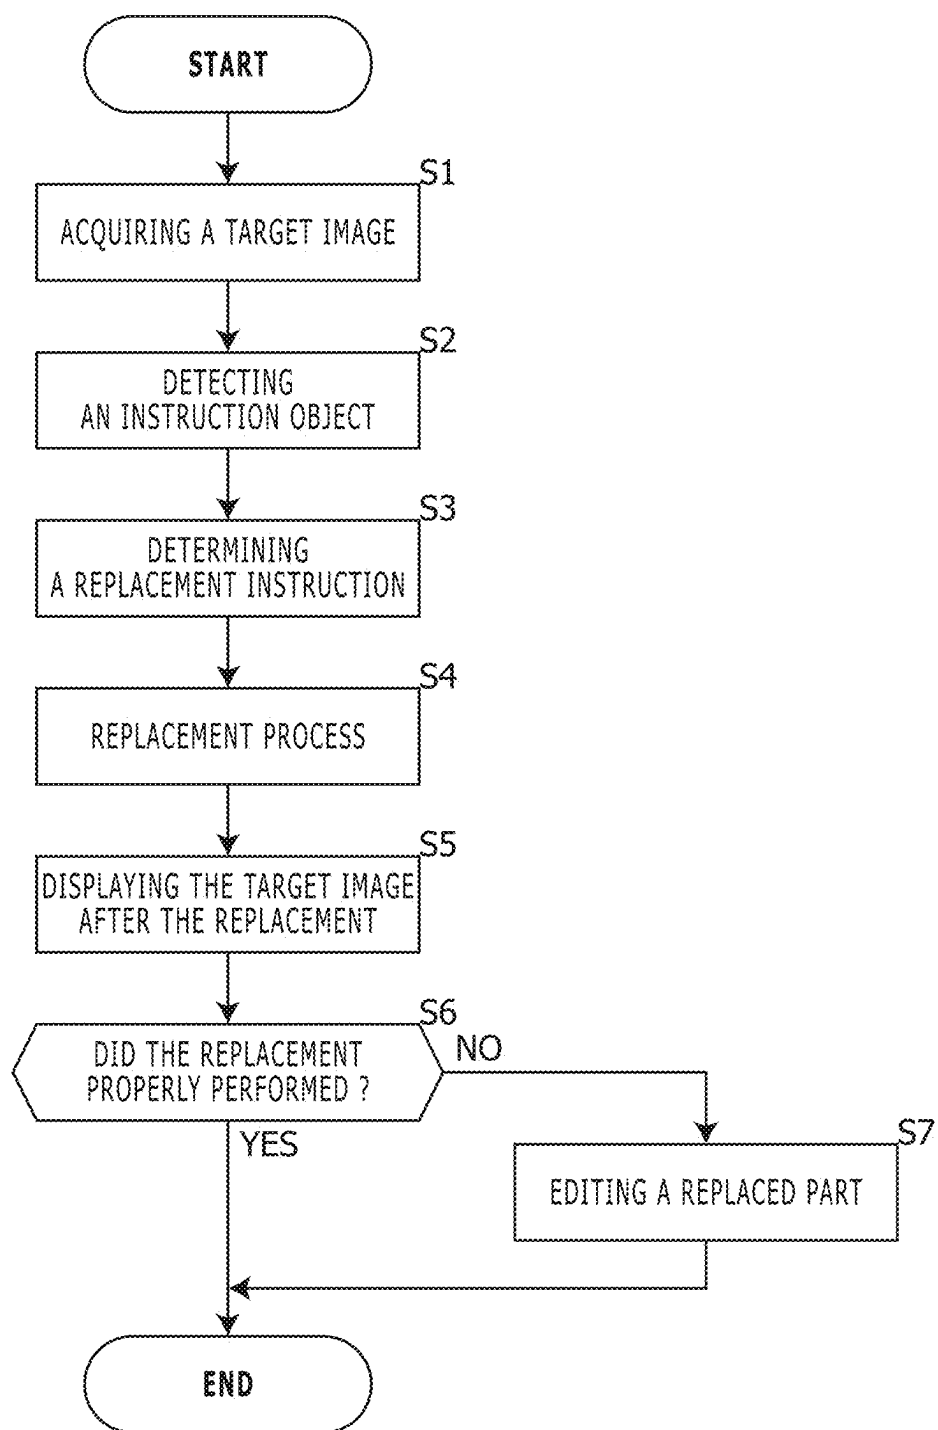 START
S1
ACQUIRING A TARGET IMAGE
S2
DETECTING
AN INSTRUCTION OBJECT
S3
DETERMINING
A REPLACEMENT INSTRUCTION
S4
REPLACEMENT PROCESS
S5
DISPLAYING THE TARGET IMAGE
AFTER THE REPLACEMENT
S6
DID THE REPLACEMENT
PROPERLY PERFORMED ?
NO
YES
S7
EDITING A REPLACED PART
END